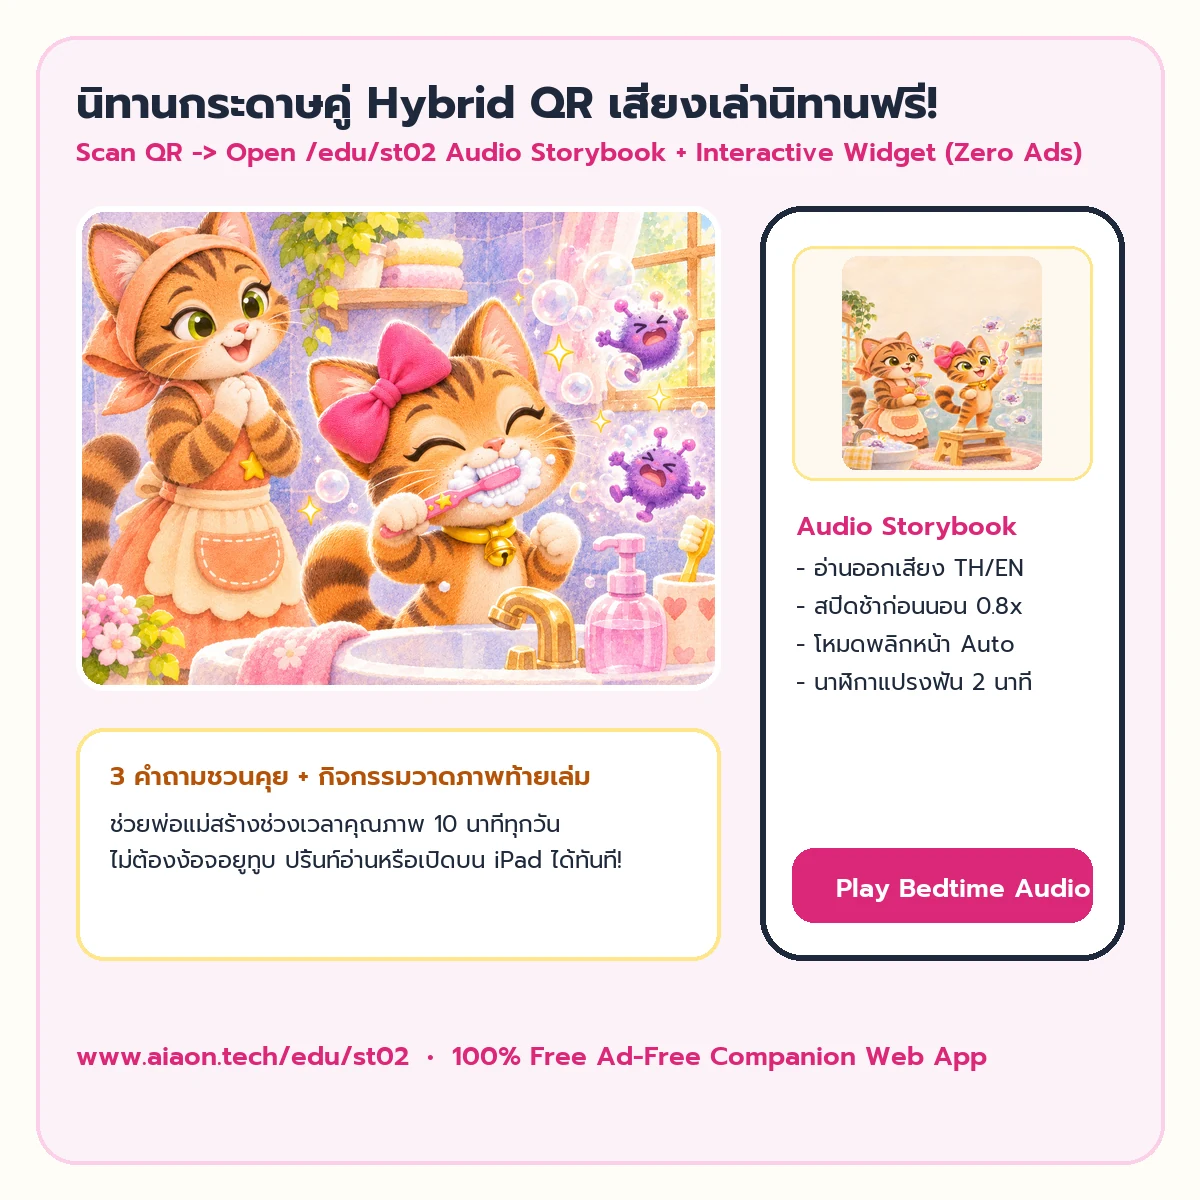 นิทานกระดาษคู่ Hybrid QR เสียงเล่านิทานฟรี!
Scan QR -> Open /edu/st02 Audio Storybook + Interactive Widget (Zero Ads)
Audio Storybook
- อ่านออกเสียง TH/EN
- สปีดช้าก่อนนอน 0.8x
- โหมดพลิกหน้า Auto
- นาฬิกาแปรงฟัน 2 นาที
Play Bedtime Audio
3 คำถามชวนคุย + กิจกรรมวาดภาพท้ายเล่ม
ช่วยพ่อแม่สร้างช่วงเวลาคุณภาพ 10 นาทีทุกวัน
ไม่ต้องง้อจอยูทูบ ปริ้นท์อ่านหรือเปิดบน iPad ได้ทันที!
www.aiaon.tech/edu/st02 • 100% Free Ad-Free Companion Web App